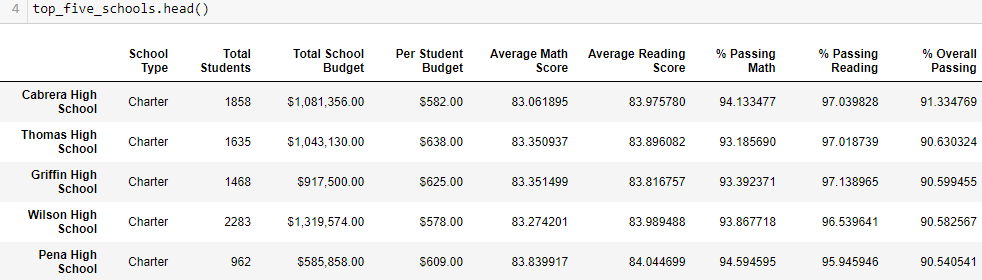 4 top_five_schools.head()
School Type Total Students Total School Budget Per Student Budget Average Math Score Average Reading Score % Passing Math % Passing Reading % Overall Passing
Cabrera High School Charter 1858 $1,081,356.00 $582.00 83.061895 83.975780 94.133477 97.039828 91.334769
Thomas High School Charter 1635 $1,043,130.00 $638.00 83.350937 83.896082 93.185690 97.018739 90.630324
Griffin High School Charter 1468 $917,500.00 $625.00 83.351499 83.816757 93.392371 97.138965 90.599455
Wilson High School Charter 2283 $1,319,574.00 $578.00 83.274201 83.989488 93.867718 96.539641 90.582567
Pena High School Charter 962 $585,858.00 $609.00 83.839917 84.044699 94.594595 95.945946 90.540541